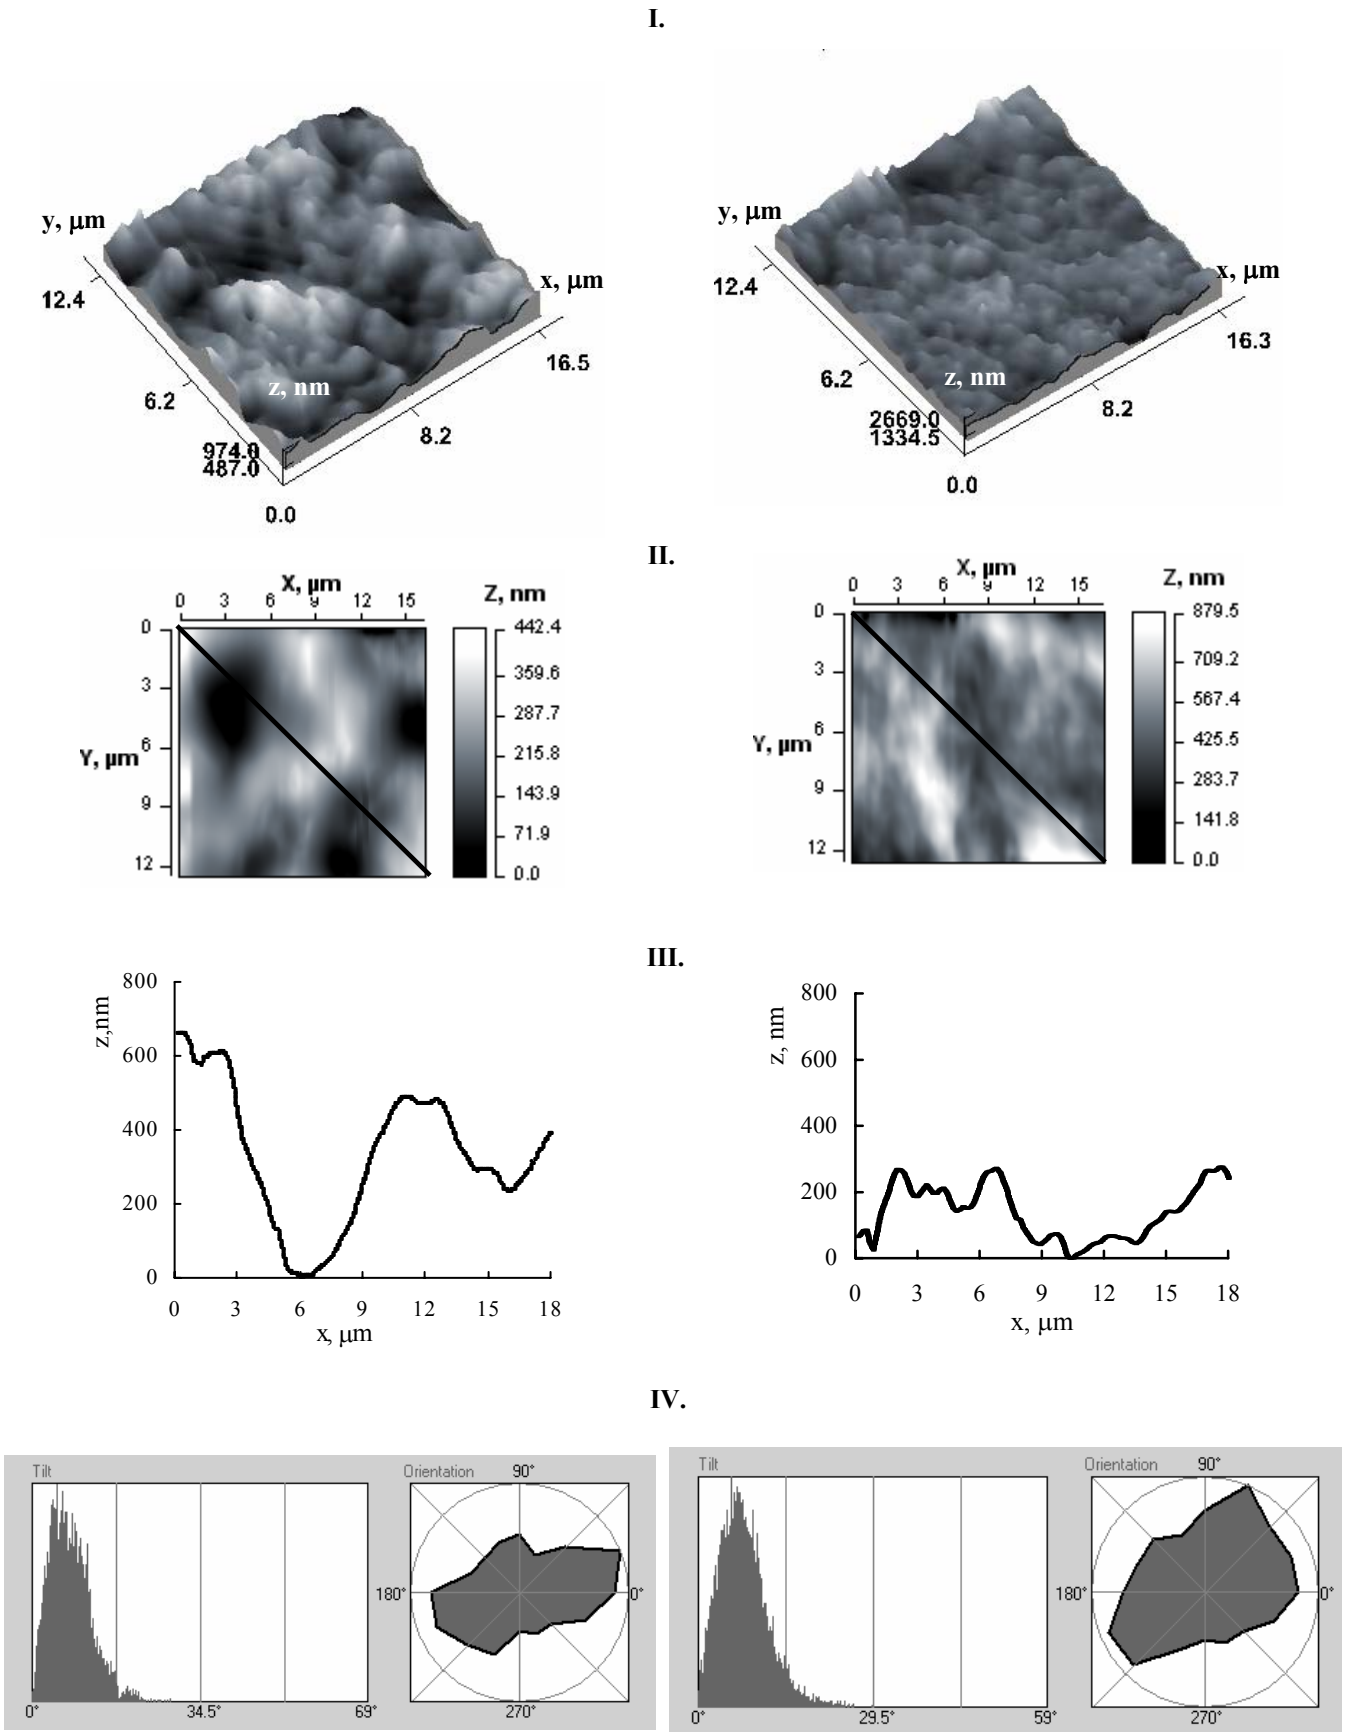 I.
y, μm
12.4
6.2
974.0
487.0
0.0
z, nm
8.2
16.5
x, μm
y, μm
12.4
6.2
2669.0
1334.5
0.0
z, nm
8.2
16.3
x, μm
II.
X, μm
0 3 6 9 12 15
Y, μm
0
3
6
9
12
Z, nm
442.4
359.6
287.7
215.8
143.9
71.9
0.0
X, μm
0 3 6 9 12 15
Y, μm
0
3
6
9
12
Z, nm
879.5
709.2
567.4
425.5
283.7
141.8
0.0
III.
z,nm
800
600
400
200
0
0 3 6 9 12 15 18
x, μm
z, nm
800
600
400
200
0
0 3 6 9 12 15 18
x, μm
IV.
Tilt
0° 34.5° 69°
Orientation
90°
180°
0°
270°
Tilt
0° 29.5° 59°
Orientation
90°
180°
0°
270°